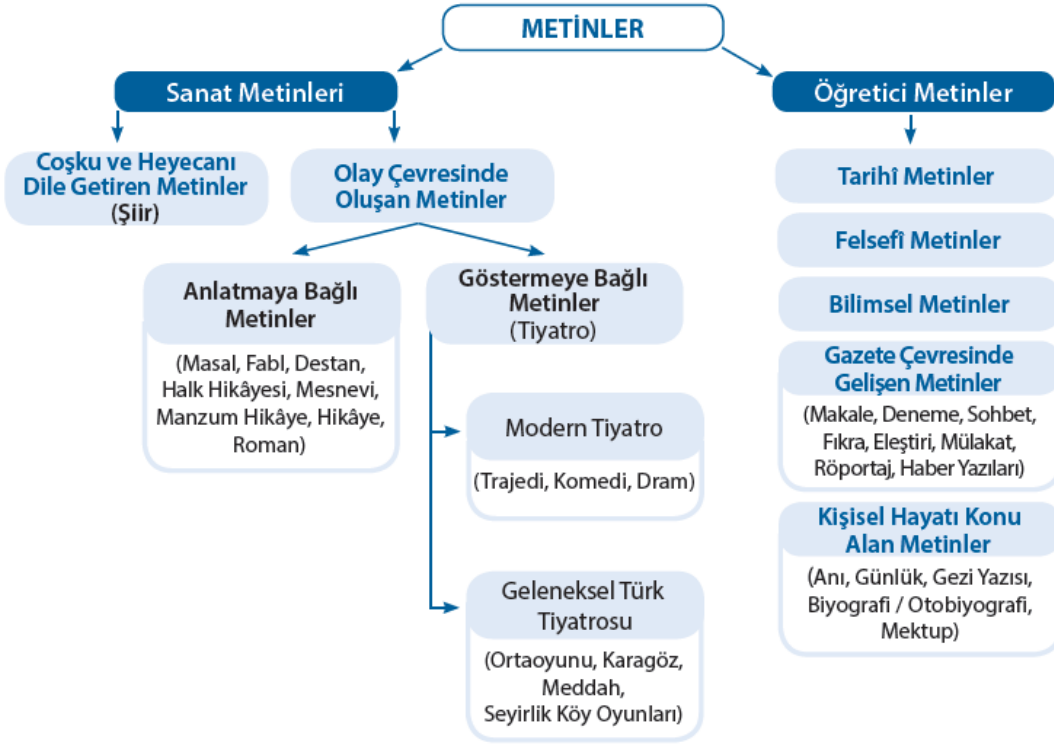 METİNLER
Sanat Metinleri
Coşku ve Heyecanı
Dile Getiren Metinler
(Şiir)
Olay Çevresinde
Oluşan Metinler
Anlatmaya Bağlı
Metinler
(Masal, Fabl, Destan,
Halk Hikâyesi, Mesnevi,
Manzum Hikâye, Hikâye,
Roman)
Göstermeye Bağlı
Metinler
(Tiyatro)
Modern Tiyatro
(Trajedi, Komedi, Dram)
Geleneksel Türk
Tiyatrosu
(Ortaoyunu, Karagöz,
Meddah,
Seyirlik Köy Oyunları)
Öğretici Metinler
Tarihî Metinler
Felsefî Metinler
Bilimsel Metinler
Gazete Çevresinde
Gelişen Metinler
(Makale, Deneme, Sohbet,
Fıkra, Eleştiri, Mülakat,
Röportaj, Haber Yazıları)
Kişisel Hayatı Konu
Alan Metinler
(Anı, Günlük, Gezi Yazısı,
Biyografi / Otobiyografi,
Mektup)